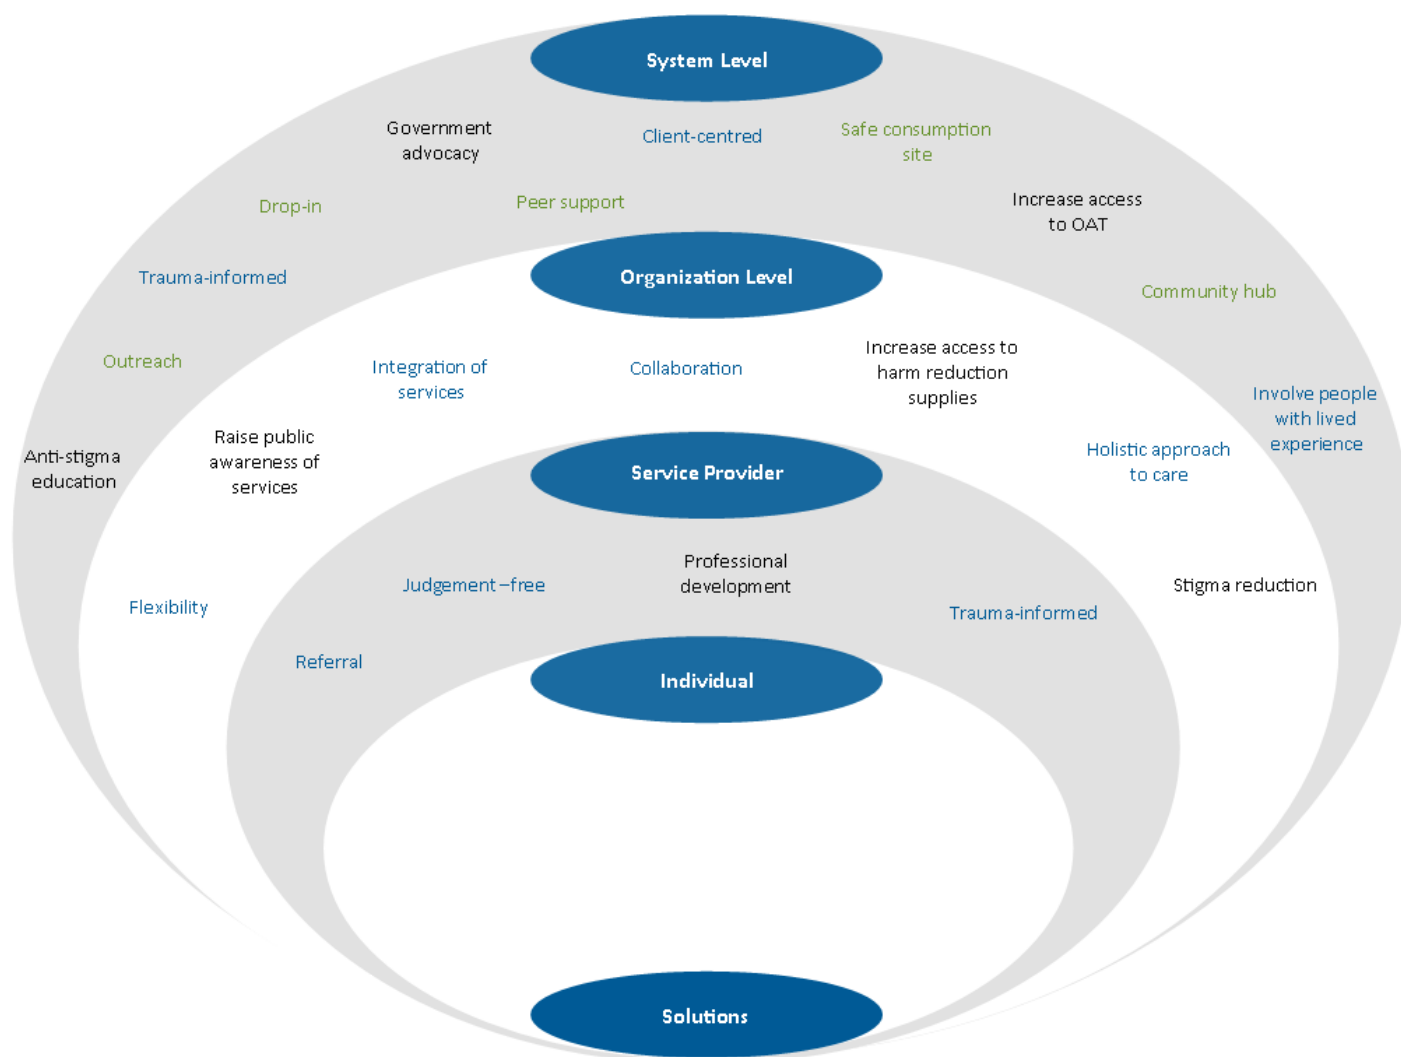 System Level
Government
advocacy
Client-centred
Safe consumption
site
Drop-in
Peer support
Increase access
to OAT
Trauma-informed
Organization Level
Community hub
Outreach
Integration of
services
Collaboration
Increase access to
harm reduction
supplies
Involve people
with lived
experience
Anti-stigma
education
Raise public
awareness of
services
Service Provider
Holistic approach
to care
Flexibility
Judgement –free
Professional
development
Trauma-informed
Stigma reduction
Referral
Individual
Solutions